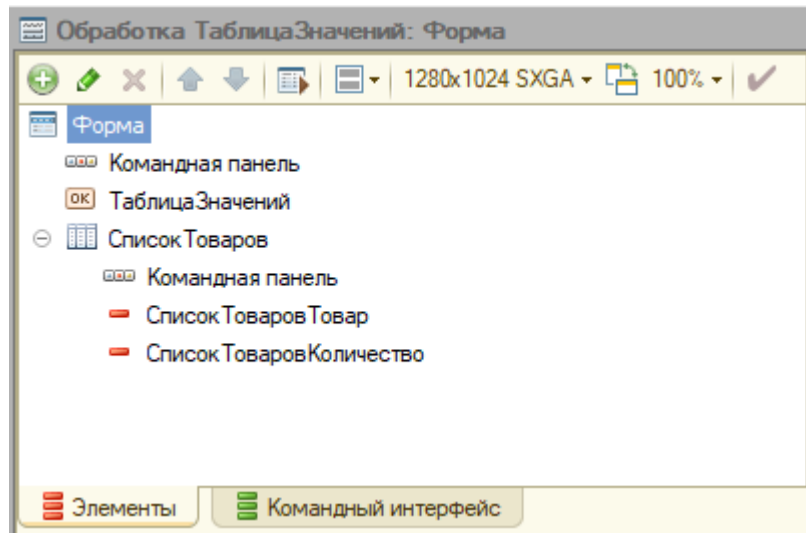 Обработка ТаблицаЗначений: Форма
1280x1024 SXGA 100%
Форма
Командная панель
OK ТаблицаЗначений
СписокТоваров
Командная панель
СписокТоваровТовар
СписокТоваровКоличество
Элементы Командный интерфейс